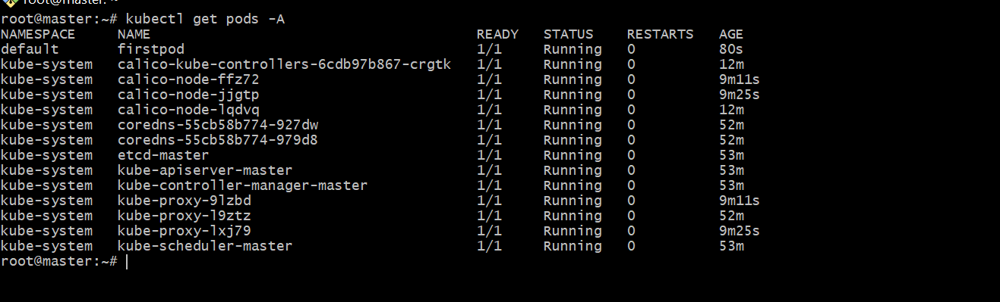 root@master: ~
root@master:~# kubectl get pods -A
NAMESPACE NAME READY STATUS RESTARTS AGE
default firstpod 1/1 Running 0 80s
kube-system calico-kube-controllers-6cdb97b867-crgtk 1/1 Running 0 12m
kube-system calico-node-ffz72 1/1 Running 0 9m11s
kube-system calico-node-jjgtp 1/1 Running 0 9m25s
kube-system calico-node-lqdvq 1/1 Running 0 12m
kube-system coredns-55cb58b774-927dw 1/1 Running 0 52m
kube-system coredns-55cb58b774-979d8 1/1 Running 0 52m
kube-system etcd-master 1/1 Running 0 53m
kube-system kube-apiserver-master 1/1 Running 0 53m
kube-system kube-controller-manager-master 1/1 Running 0 53m
kube-system kube-proxy-9lzbd 1/1 Running 0 9m11s
kube-system kube-proxy-l9ztz 1/1 Running 0 52m
kube-system kube-proxy-lxj79 1/1 Running 0 9m25s
kube-system kube-scheduler-master 1/1 Running 0 53m
root@master:~#